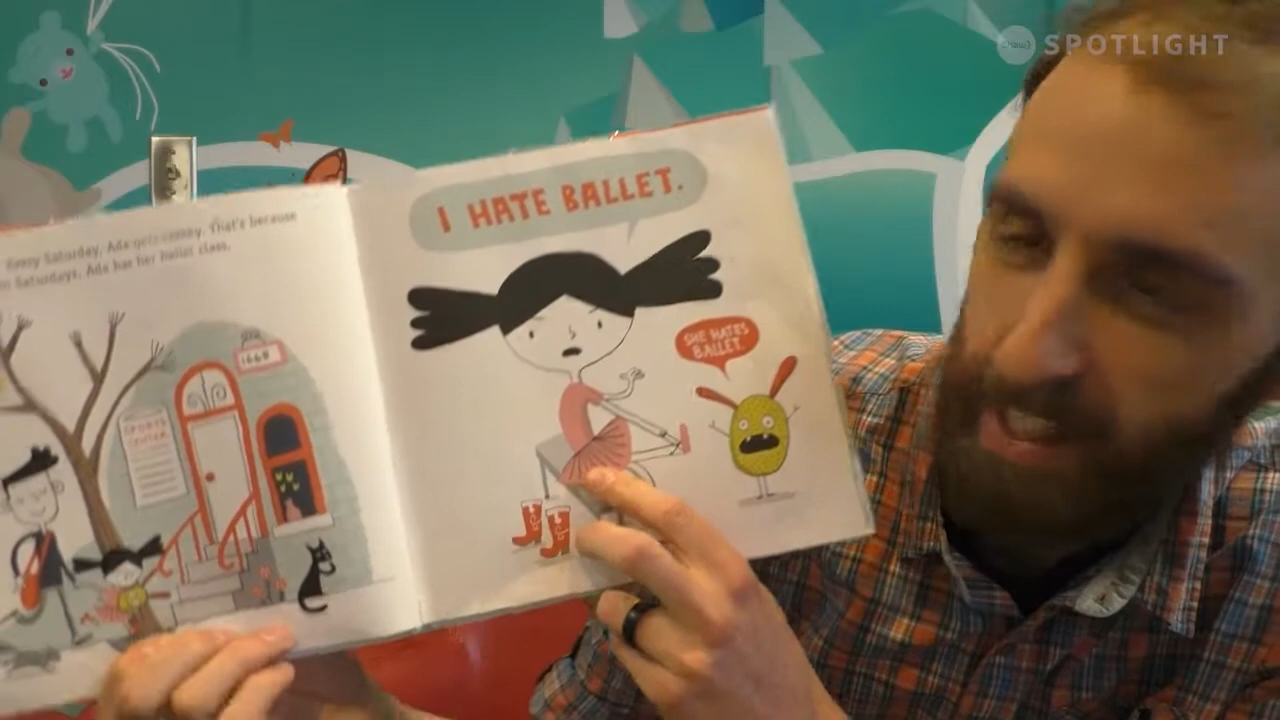 SPOTLIGHT
Every Saturday, Ada gets cranky. That's because
on Saturdays, Ada has her ballet class.
I HATE BALLET.
SHE HATES
BALLET.
1668
SPORTS
CENTER